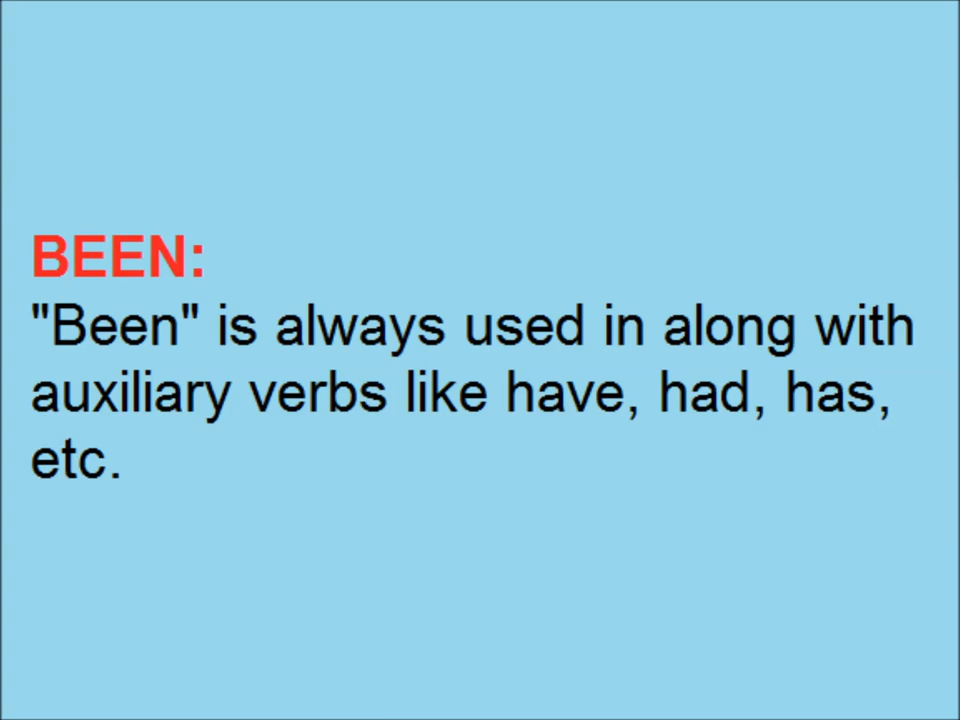 BEEN:
"Been" is always used in along with
auxiliary verbs like have, had, has,
etc.